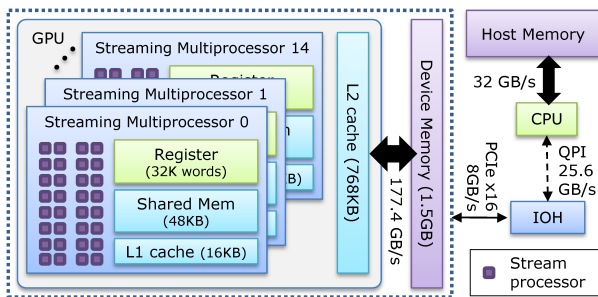 GPU
Streaming Multiprocessor 14
Register
Streaming Multiprocessor 1
Streaming Multiprocessor 0
Register
(32K words)
Shared Mem
(48KB)
L1 cache (16KB)
L2 cache (768KB)
177.4 GB/s
Device Memory (1.5GB)
Host Memory
32 GB/s
CPU
QPI
25.6
GB/s
PCIe x16
8GB/s
IOH
Stream
processor